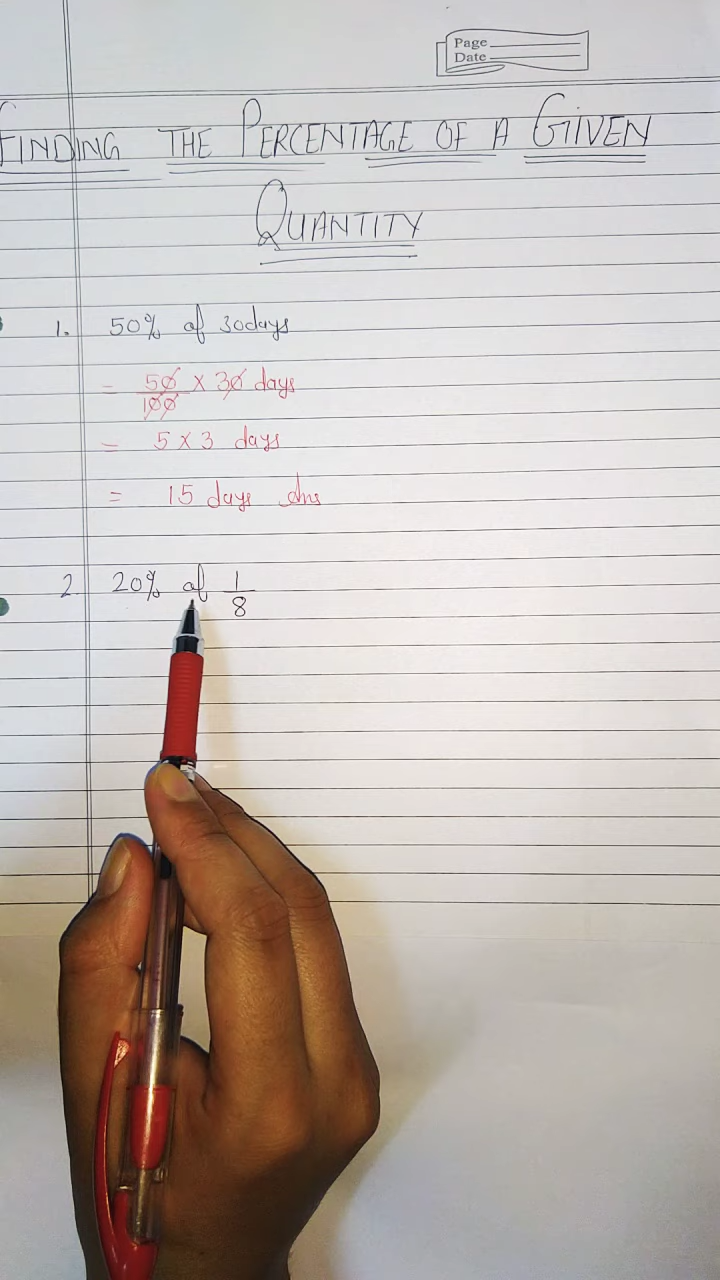 Page
Date
FINDING THE PERCENTAGE OF A GIVEN
QUANTITY
1. 50% of 30days
= 50/100 × 30 days
= 5 × 3 days
= 15 days Ans
2 20% of 1/8